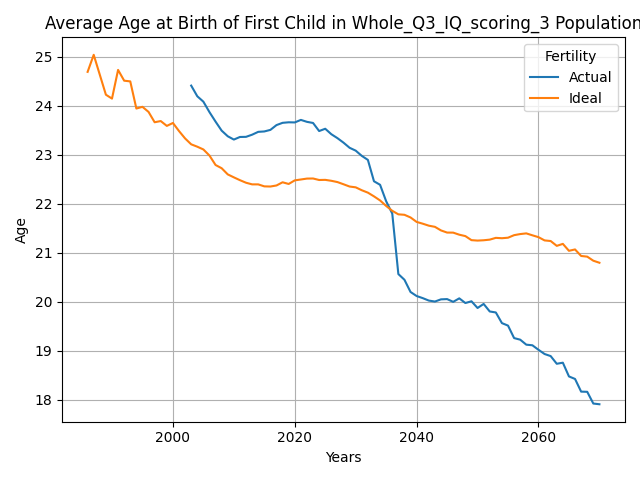 Average Age at Birth of First Child in Whole_Q3_IQ_scoring_3 Population
Fertility
Actual
Ideal
25
24
23
22
21
20
19
18
Age
2000
2020
2040
2060
Years